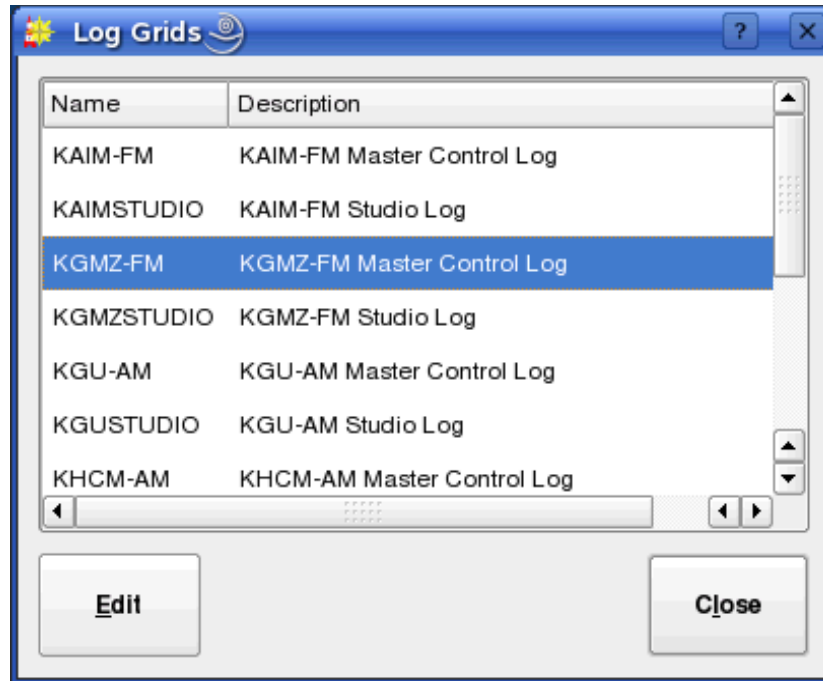 Log Grids
?
Name Description
KAIM-FM KAIM-FM Master Control Log
KAIMSTUDIO KAIM-FM Studio Log
KGMZ-FM KGMZ-FM Master Control Log
KGMZSTUDIO KGMZ-FM Studio Log
KGU-AM KGU-AM Master Control Log
KGUSTUDIO KGU-AM Studio Log
KHCM-AM KHCM-AM Master Control Log
Edit Close